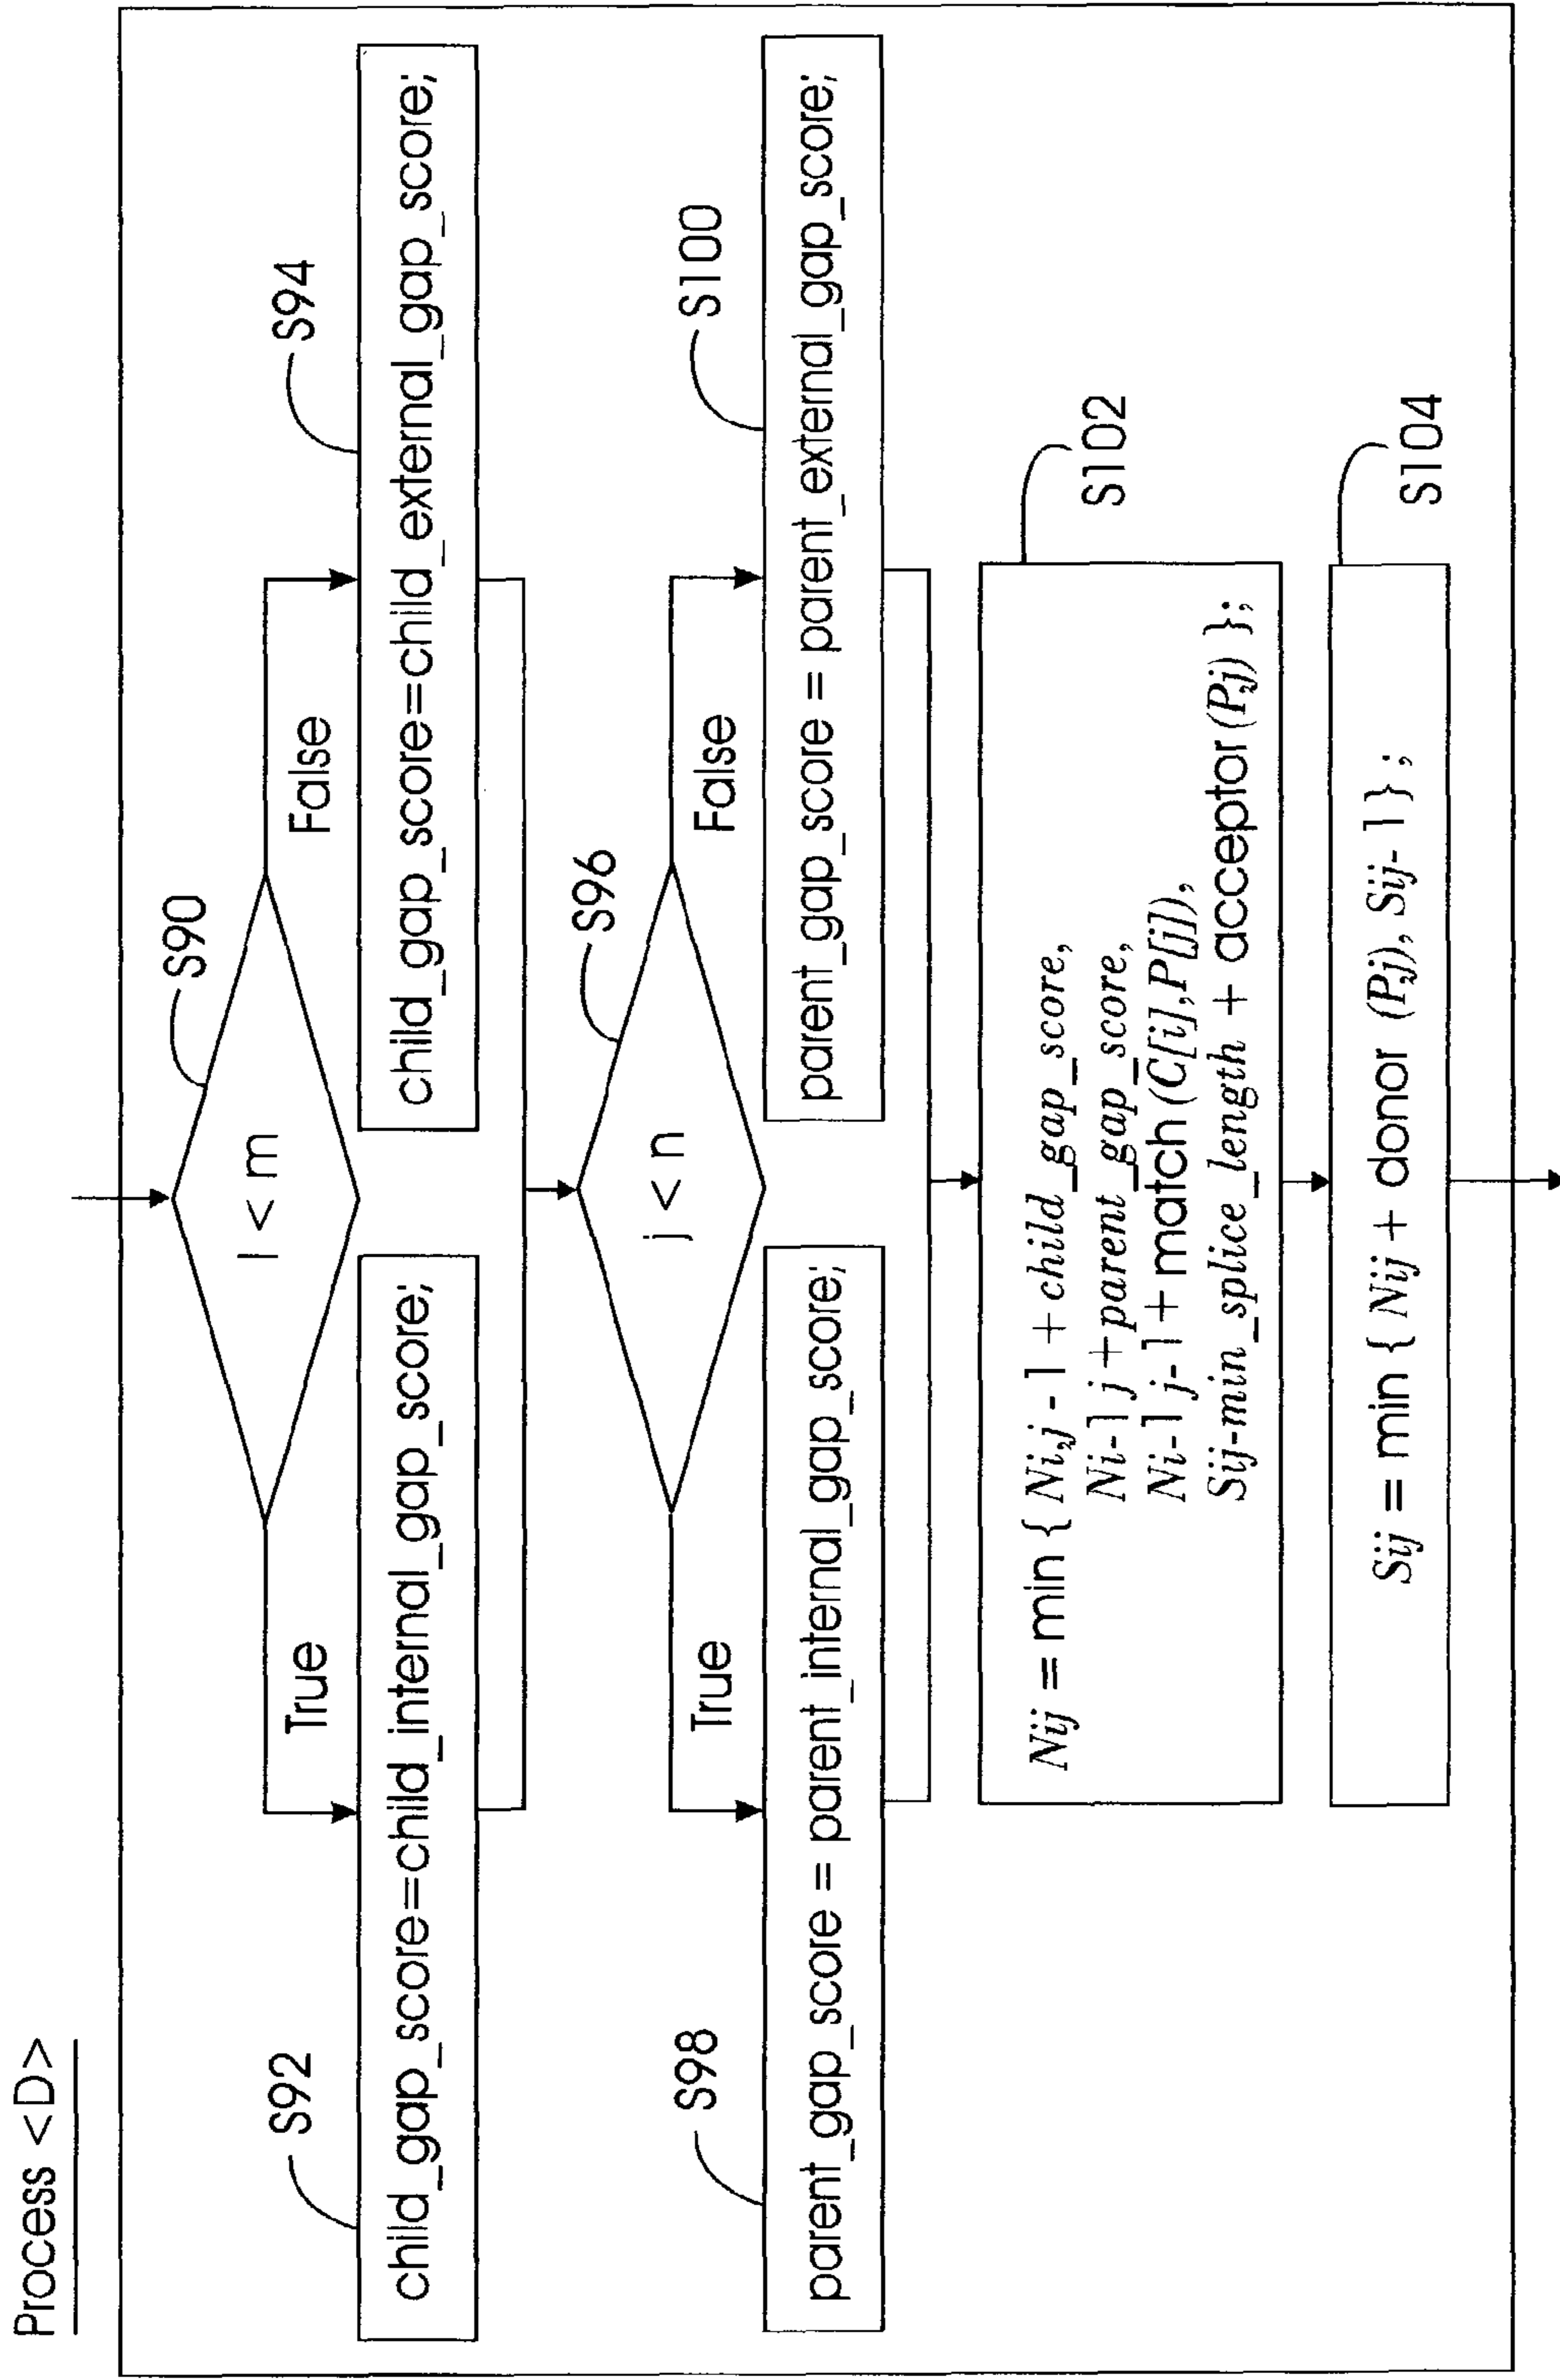 Process <D>
S90
I < m
True
False
S92
child_gap_score=child_internal_gap_score;
S94
child_gap_score=child_external_gap_score;
S96
j < n
True
False
S98
parent_gap_score = parent_internal_gap_score;
S100
parent_gap_score = parent_external_gap_score;
Nij = min { Ni,j - 1 + child_gap_score,
Ni-1 j + parent_gap_score,
Ni-1 j-1 + match (C[i],P[j]),
Sij-min_splice_length + acceptor (P,j) };
S102
Sij = min { Nij + donor (P,j), Sij- 1 } ;
S104